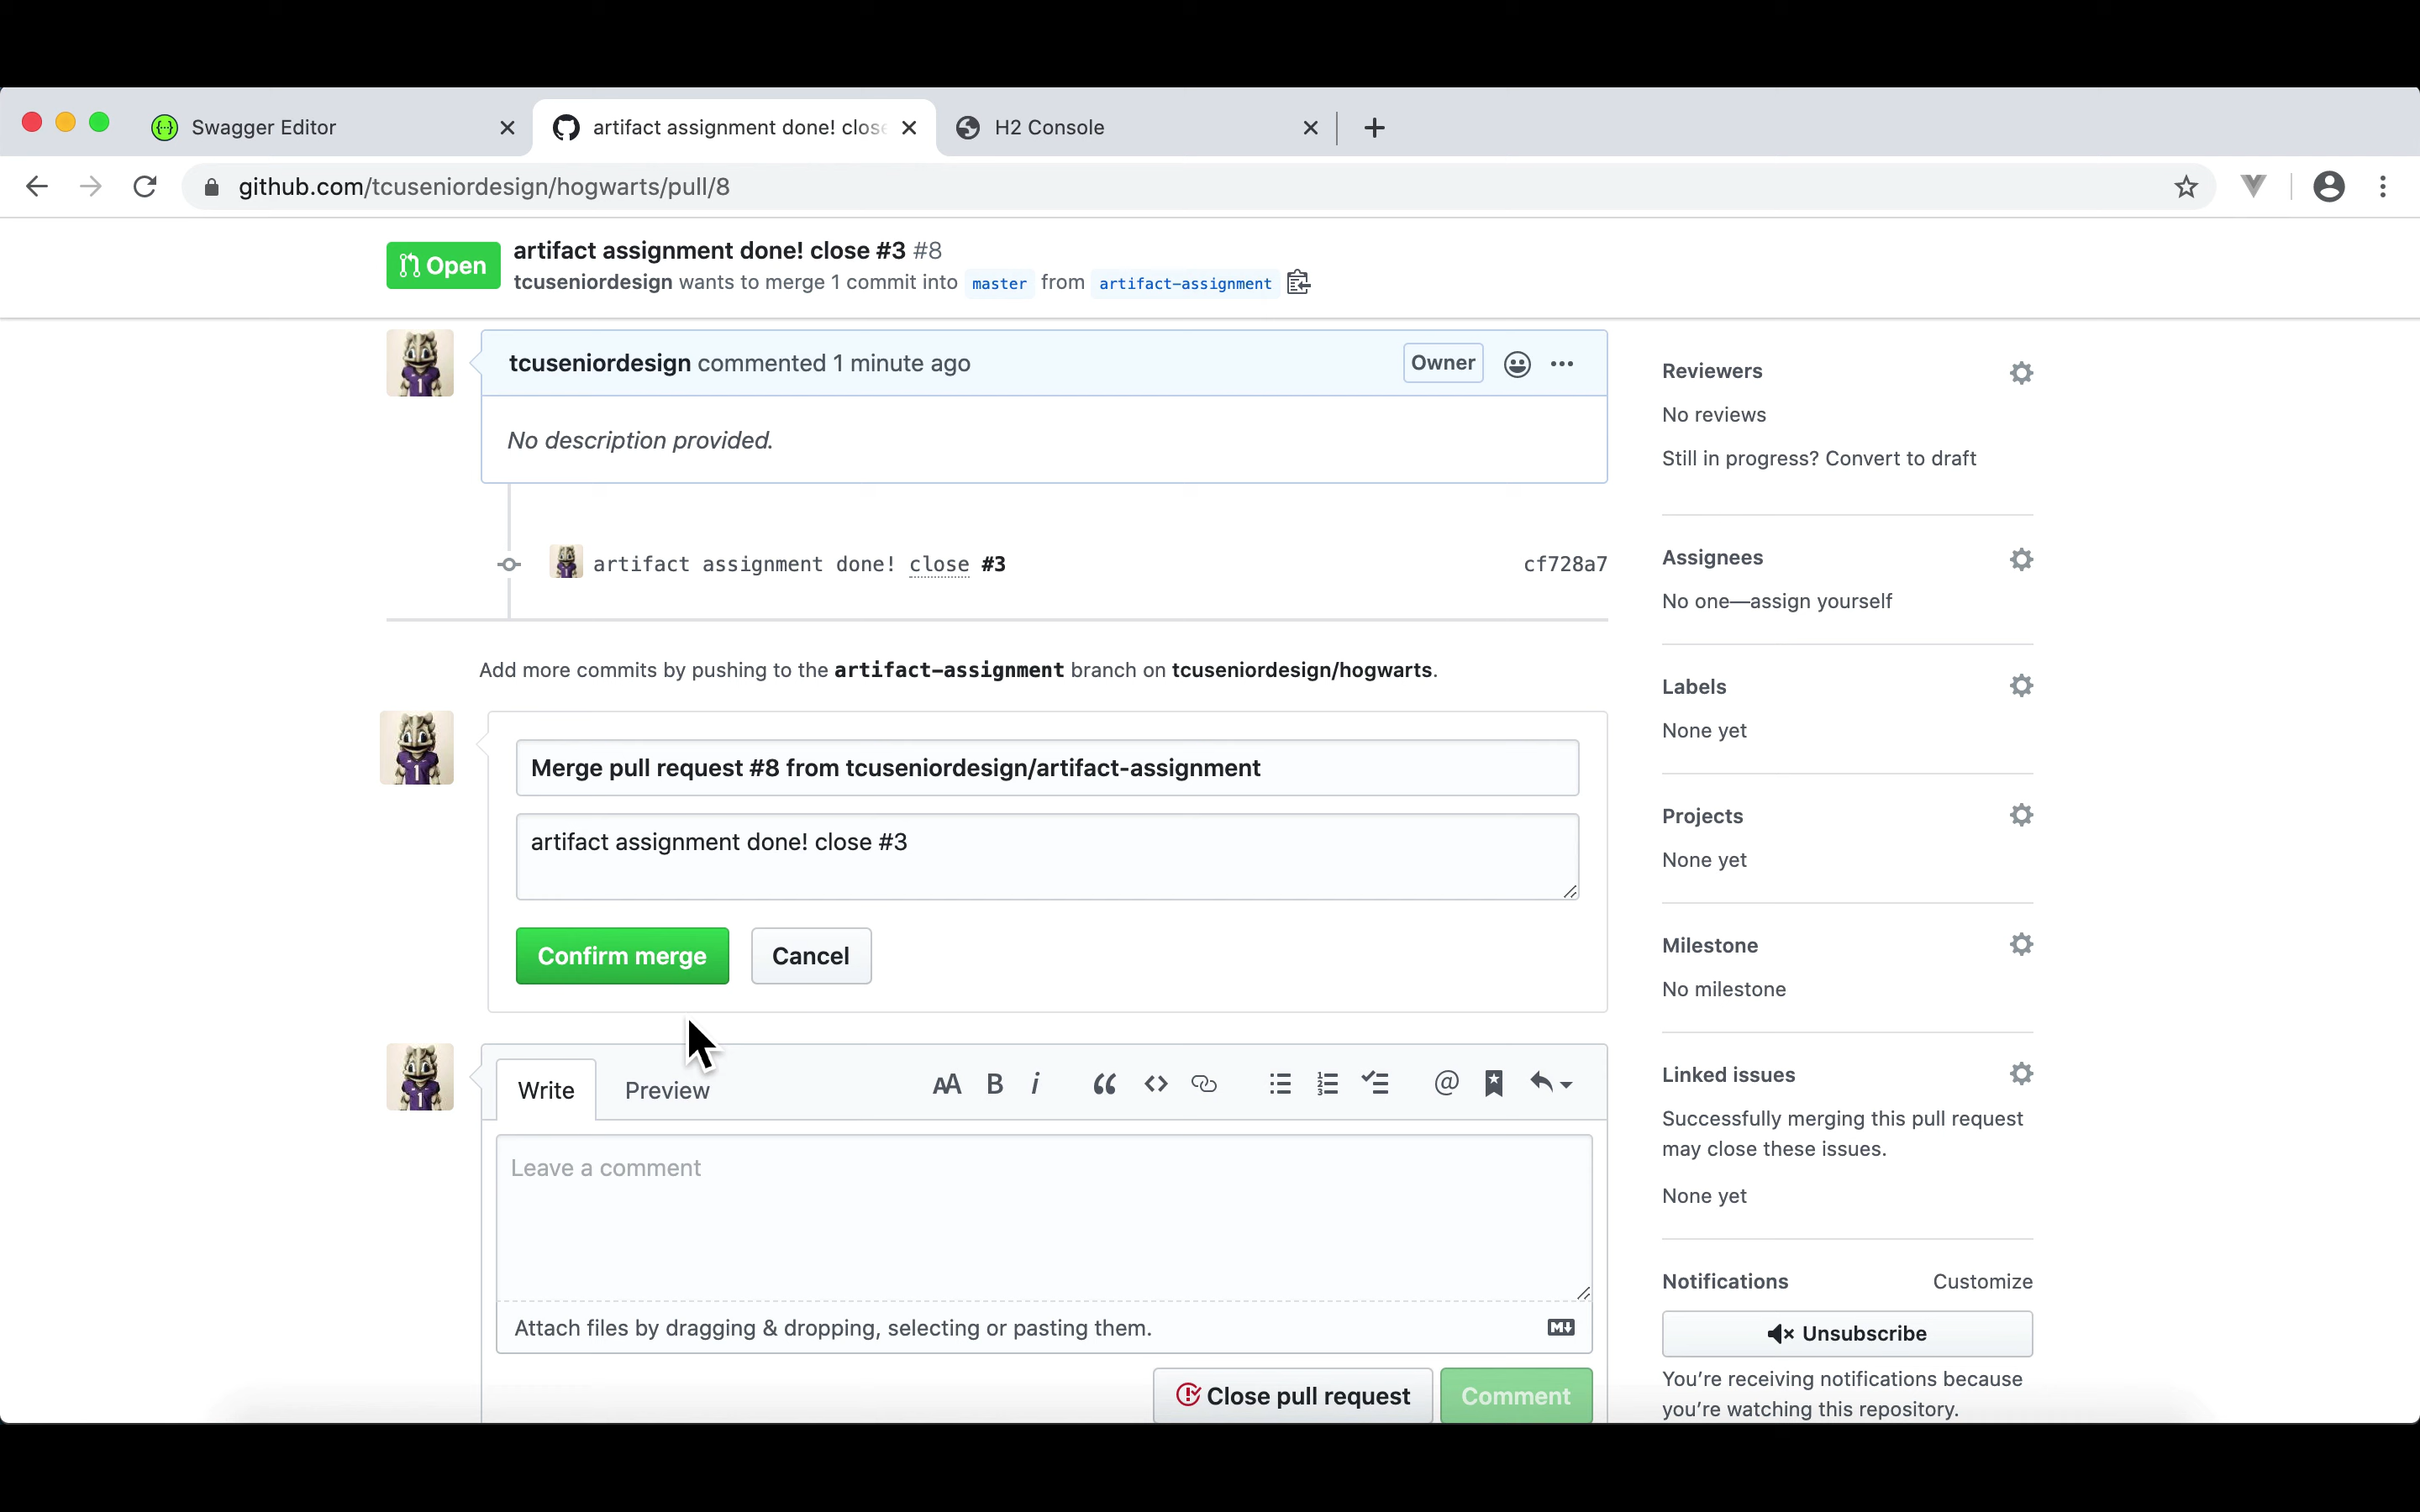 Swagger Editor
artifact assignment done! close
H2 Console
github.com/tcuseniordesign/hogwarts/pull/8
Open
artifact assignment done! close #3 #8
tcuseniordesign wants to merge 1 commit into master from artifact-assignment
tcuseniordesign commented 1 minute ago
Owner
No description provided.
artifact assignment done! close #3
cf728a7
Add more commits by pushing to the artifact-assignment branch on tcuseniordesign/hogwarts.
Merge pull request #8 from tcuseniordesign/artifact-assignment
artifact assignment done! close #3
Confirm merge
Cancel
Write
Preview
Leave a comment
Attach files by dragging & dropping, selecting or pasting them.
Close pull request
Comment
Reviewers
No reviews
Still in progress? Convert to draft
Assignees
No one—assign yourself
Labels
None yet
Projects
None yet
Milestone
No milestone
Linked issues
Successfully merging this pull request
may close these issues.
None yet
Notifications
Customize
Unsubscribe
You're receiving notifications because
you're watching this repository.